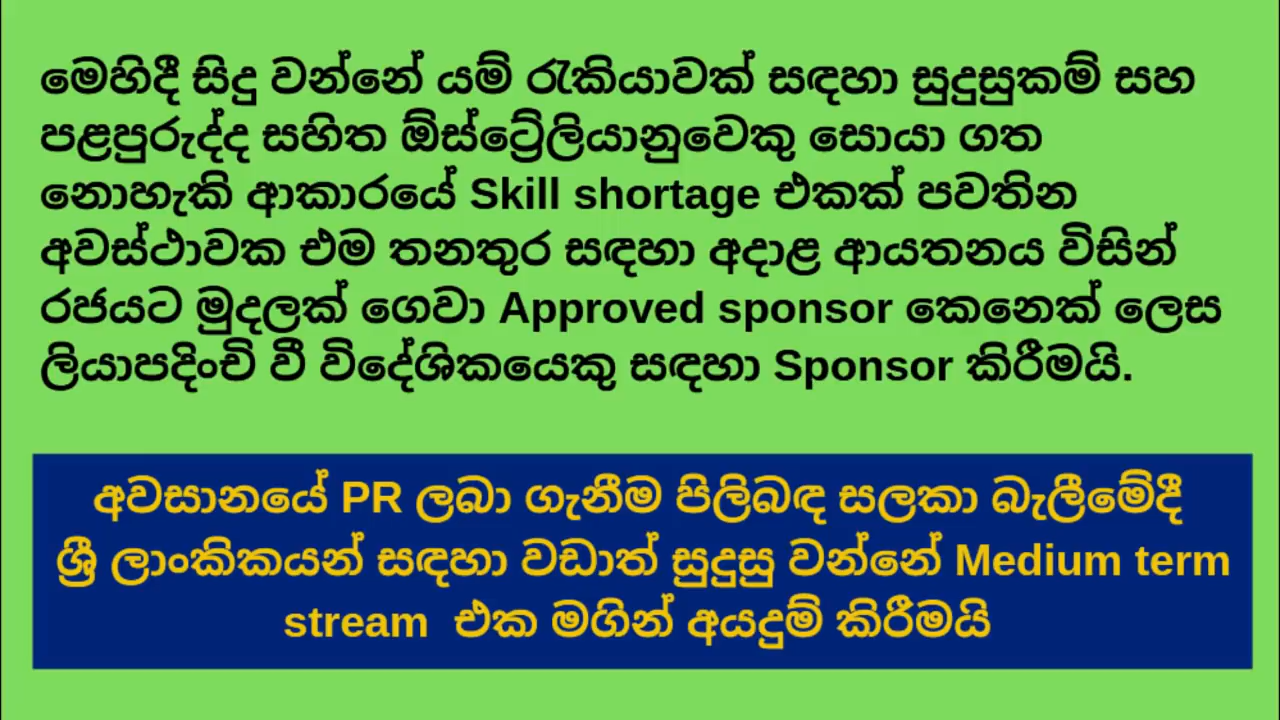 මෙහිදී සිදු වන්නේ යම් රැකියාවක් සඳහා සුදුසුකම් සහ
පළපුරුද්ද සහිත ඕස්ට්‍රේලියානුවෙකු සොයා ගත
නොහැකි ආකාරයේ Skill shortage එකක් පවතින
අවස්ථාවක එම තනතුර සඳහා අදාළ ආයතනය විසින්
රජයට මුදලක් ගෙවා Approved sponsor කෙනෙක් ලෙස
ලියාපදිංචි වී විදේශිකයෙකු සඳහා Sponsor කිරීමයි.
අවසානයේ PR ලබා ගැනීම පිලිබඳ සලකා බැලීමේදී
ශ්‍රී ලාංකිකයන් සඳහා වඩාත් සුදුසු වන්නේ Medium term
stream එක මගින් අයදුම් කිරීමයි